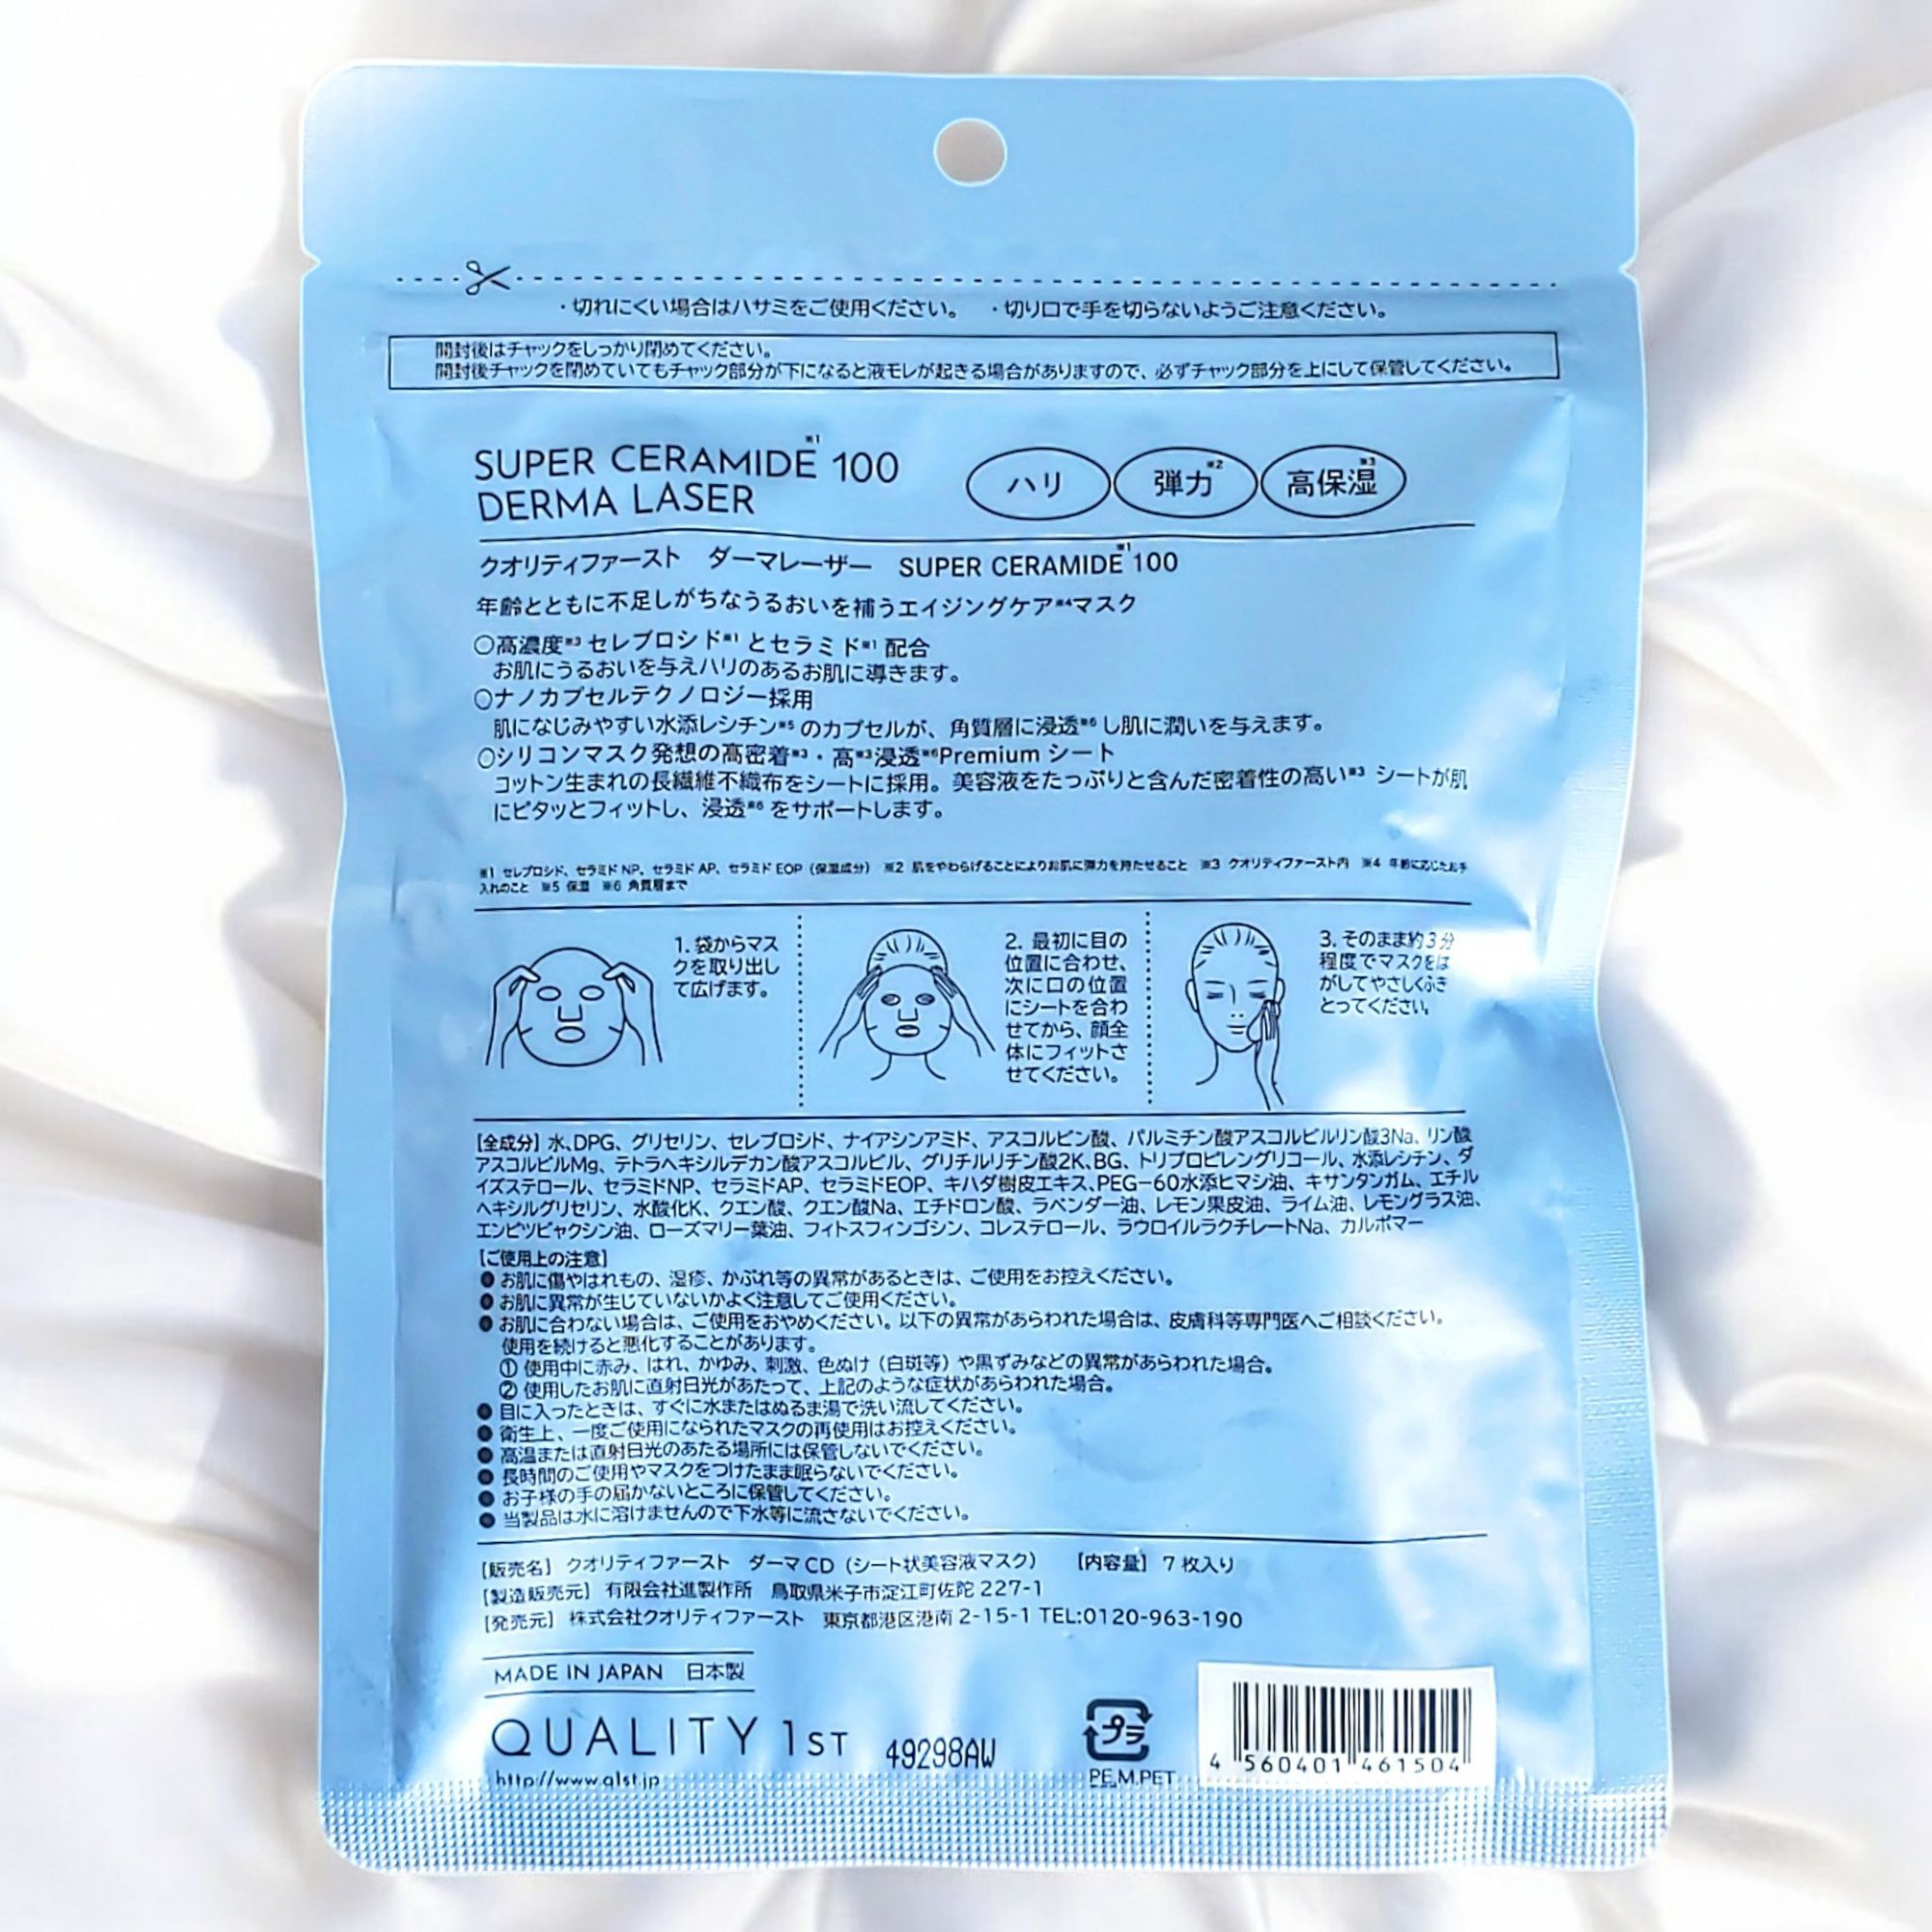 ・切れにくい場合はハサミをご使用ください。 ・切り口で手を切らないようご注意ください。
開封後はチャックをしっかり閉めてください。
開封後チャックを閉めていてもチャック部分が下になると液モレが起きる場合がありますので、必ずチャック部分を上にして保管してください。
SUPER CERAMIDE※1 100
DERMA LASER
ハリ 弾力※2 高保湿※3
クオリティファースト ダーマレーザー SUPER CERAMIDE※1 100
年齢とともに不足しがちなうるおいを補うエイジングケア※4マスク
○高濃度※3 セレブロシド※1 とセラミド※1 配合
お肌にうるおいを与えハリのあるお肌に導きます。
○ナノカプセルテクノロジー採用
肌になじみやすい水添レシチン※5 のカプセルが、角質層に浸透※6 し肌に潤いを与えます。
○シリコンマスク発想の高密着※3・高※3浸透※6Premium シート
コットン生まれの長繊維不織布をシートに採用。美容液をたっぷりと含んだ密着性の高い※3 シートが肌
にピタッとフィットし、浸透※6 をサポートします。
※1 セレブロシド、セラミド NP、セラミド AP、セラミド EOP（保湿成分） ※2 肌をやわらげることによりお肌に弾力を持たせること ※3 クオリティファースト内 ※4 年齢に応じたお手
入れのこと ※5 保湿 ※6 角質層まで
1. 袋からマス
クを取り出し
て広げます。
2. 最初に目の
位置に合わせ、
次に口の位置
にシートを合わ
せてから、顔全
体にフィットさ
せてください。
3. そのまま約3分
程度でマスクをは
がしてやさしくふき
とってください。
【全成分】水、DPG、グリセリン、セレブロシド、ナイアシンアミド、アスコルビン酸、パルミチン酸アスコルビルリン酸3Na、リン酸
アスコルビルMg、テトラヘキシルデカン酸アスコルビル、グリチルリチン酸2K、BG、トリプロピレングリコール、水添レシチン、ダ
イズステロール、セラミドNP、セラミドAP、セラミドEOP、キハダ樹皮エキス、PEG-60水添ヒマシ油、キサンタンガム、エチル
ヘキシルグリセリン、水酸化K、クエン酸、クエン酸Na、エチドロン酸、ラベンダー油、レモン果皮油、ライム油、レモングラス油、
エンピツビャクシン油、ローズマリー葉油、フィトスフィンゴシン、コレステロール、ラウロイルラクチレートNa、カルボマー
【ご使用上の注意】
●お肌に傷やはれもの、湿疹、かぶれ等の異常があるときは、ご使用をお控えください。
●お肌に異常が生じていないかよく注意してご使用ください。
●お肌に合わない場合は、ご使用をおやめください。以下の異常があらわれた場合は、皮膚科等専門医へご相談ください。
使用を続けると悪化することがあります。
① 使用中に赤み、はれ、かゆみ、刺激、色ぬけ（白斑等）や黒ずみなどの異常があらわれた場合。
② 使用したお肌に直射日光があたって、上記のような症状があらわれた場合。
●目に入ったときは、すぐに水またはぬるま湯で洗い流してください。
●衛生上、一度ご使用になられたマスクの再使用はお控えください。
●高温または直射日光のあたる場所には保管しないでください。
●長時間のご使用やマスクをつけたまま眠らないでください。
●お子様の手の届かないところに保管してください。
●当製品は水に溶けませんので下水等に流さないでください。
【販売名】 クオリティファースト ダーマ CD（シート状美容液マスク） 【内容量】 7 枚入り
【製造販売元】 有限会社進製作所 鳥取県米子市淀江町佐陀 227-1
【発売元】 株式会社クオリティファースト 東京都港区港南 2-15-1 TEL:0120-963-190
MADE IN JAPAN 日本製
QUALITY 1ST 49298AW
http://www.q1st.jp
プラ
PE,M,PET
4 560401 461504